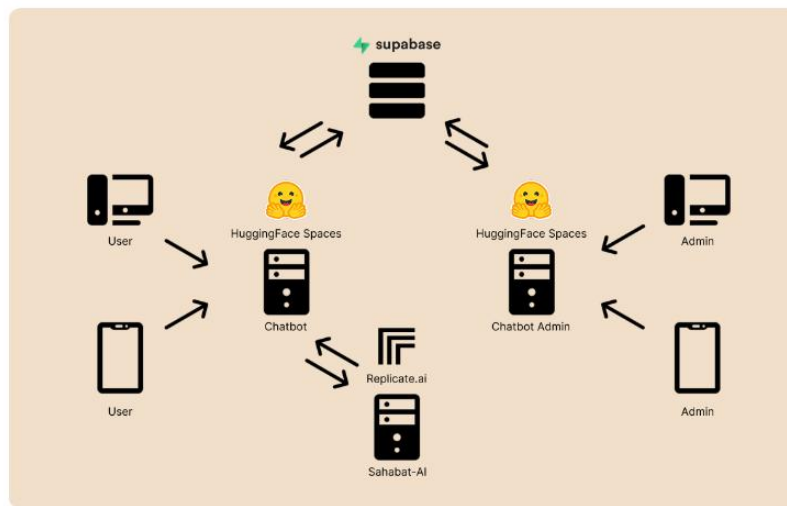 supabase
HuggingFace Spaces
HuggingFace Spaces
User
Admin
Chatbot
Chatbot Admin
Replicate.ai
User
Admin
Sahabat-AI